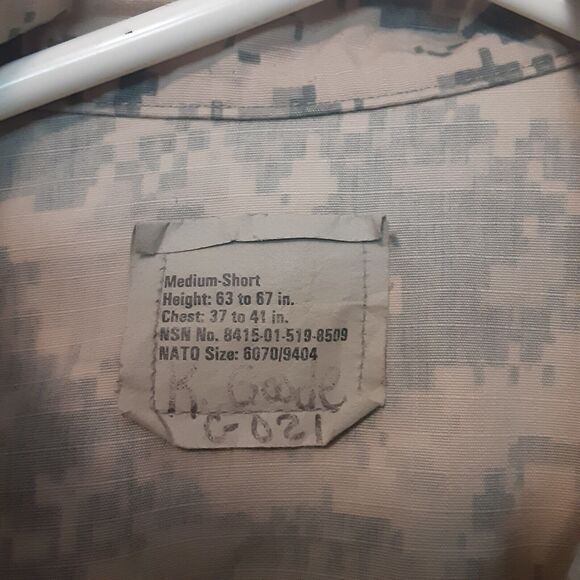 Medium-Short
Height: 63 to 67 in.
Chest: 37 to 41 in.
NSN No. 8415-01-519-8509
NATO Size: 6070/9404
K.
C-021